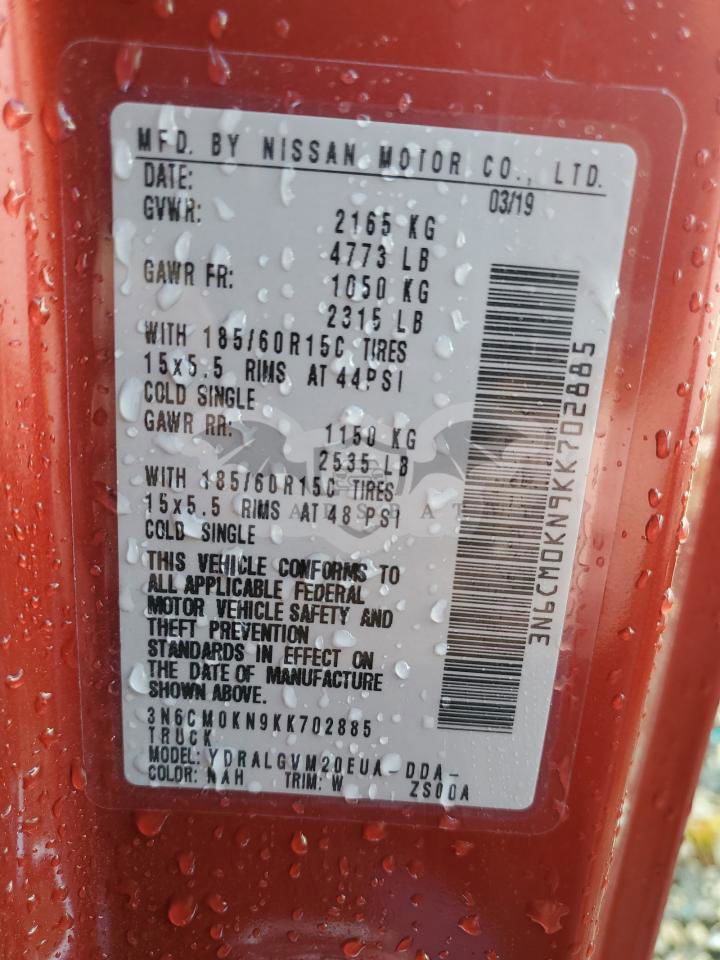 MFD. BY NISSAN MOTOR CO., LTD.
DATE: 03/19
GVWR: 2165 KG
4773 LB
GAWR FR: 1050 KG
2315 LB
WITH 185/60R15C TIRES
15x5.5 RIMS AT 44PSI
COLD SINGLE
GAWR RR: 1150 KG
2535 LB
WITH 185/60R15C TIRES
15x5.5 RIMS AT 48 PSI
COLD SINGLE
THIS VEHICLE CONFORMS TO
ALL APPLICABLE FEDERAL
MOTOR VEHICLE SAFETY AND
THEFT PREVENTION
STANDARDS IN EFFECT ON
THE DATE OF MANUFACTURE
SHOWN ABOVE.
3N6CM0KN9KK702885
TRUCK
MODEL: YDRALGVM20EUA-DDA-
COLOR: NAH TRIM: W ZS00A
3N6CM0KN9KK702885